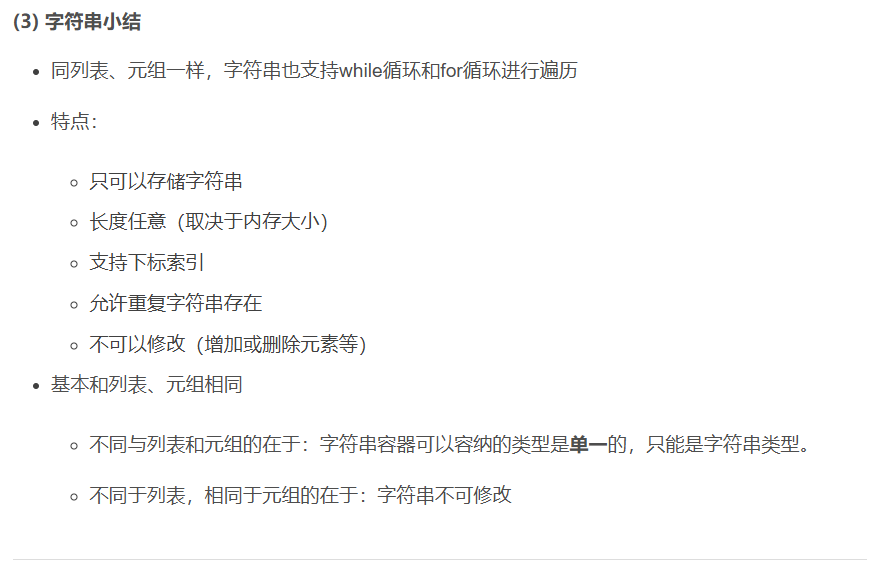 (3) 字符串小结
同列表、元组一样，字符串也支持while循环和for循环进行遍历
特点：
只可以存储字符串
长度任意（取决于内存大小）
支持下标索引
允许重复字符串存在
不可以修改（增加或删除元素等）
基本和列表、元组相同
不同与列表和元组的在于：字符串容器可以容纳的类型是单一的，只能是字符串类型。
不同于列表，相同于元组的在于：字符串不可修改